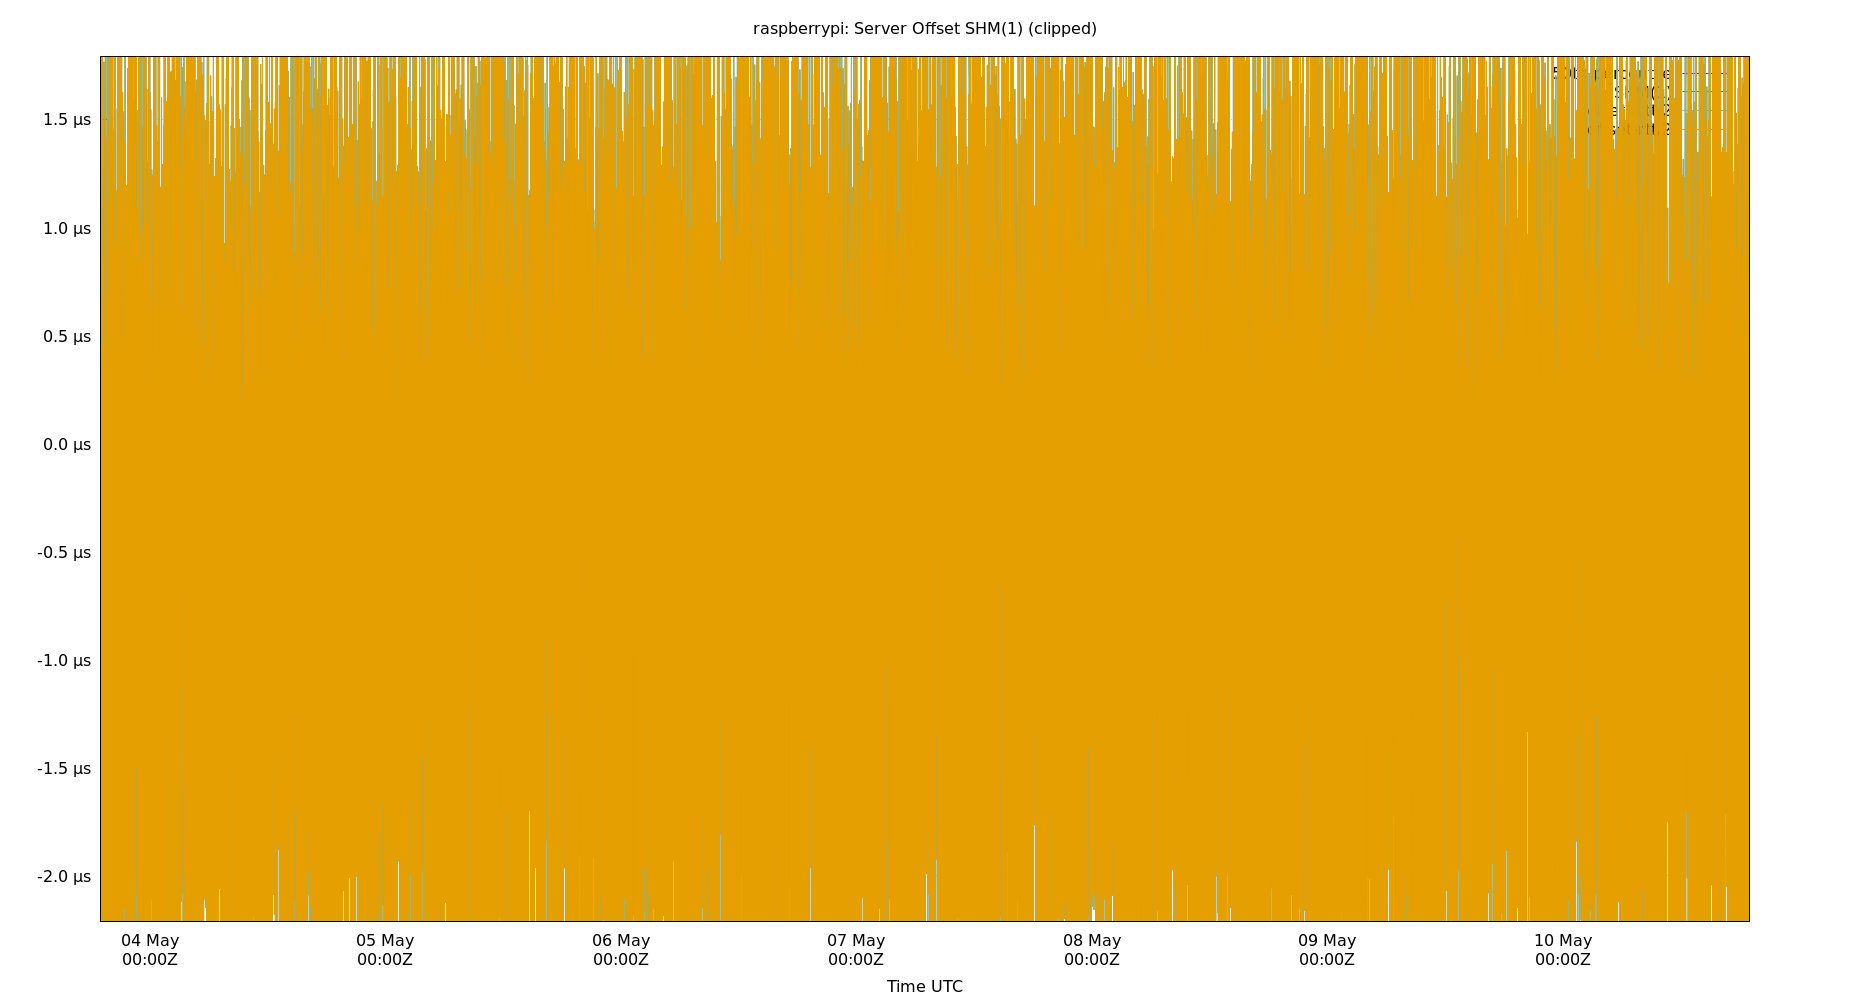 raspberrypi: Server Offset SHM(1) (clipped)
1.5 μs
1.0 μs
0.5 μs
0.0 μs
-0.5 μs
-1.0 μs
-1.5 μs
-2.0 μs
04 May 05 May 06 May 07 May 08 May 09 May 10 May
00:00Z 00:00Z 00:00Z 00:00Z 00:00Z 00:00Z 00:00Z
Time UTC